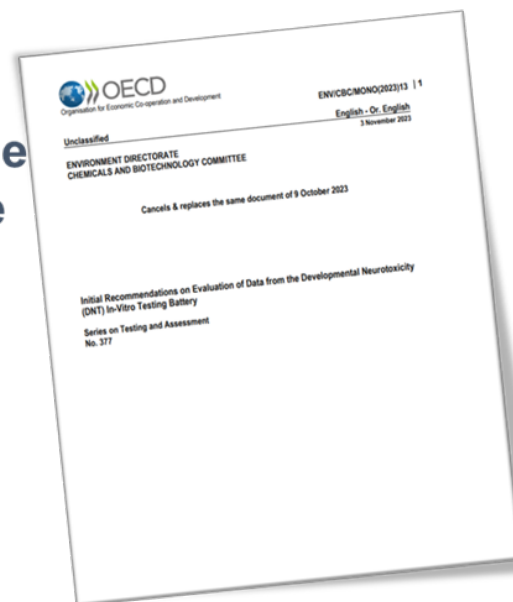 e
e
OECD
Organisation for Economic Co-operation and Development
ENV/CBC/MONO(2023)13 | 1
Unclassified
English - Or. English
3 November 2023
ENVIRONMENT DIRECTORATE
CHEMICALS AND BIOTECHNOLOGY COMMITTEE
Cancels & replaces the same document of 9 October 2023
Initial Recommendations on Evaluation of Data from the Developmental Neurotoxicity
(DNT) In-Vitro Testing Battery
Series on Testing and Assessment
No. 377